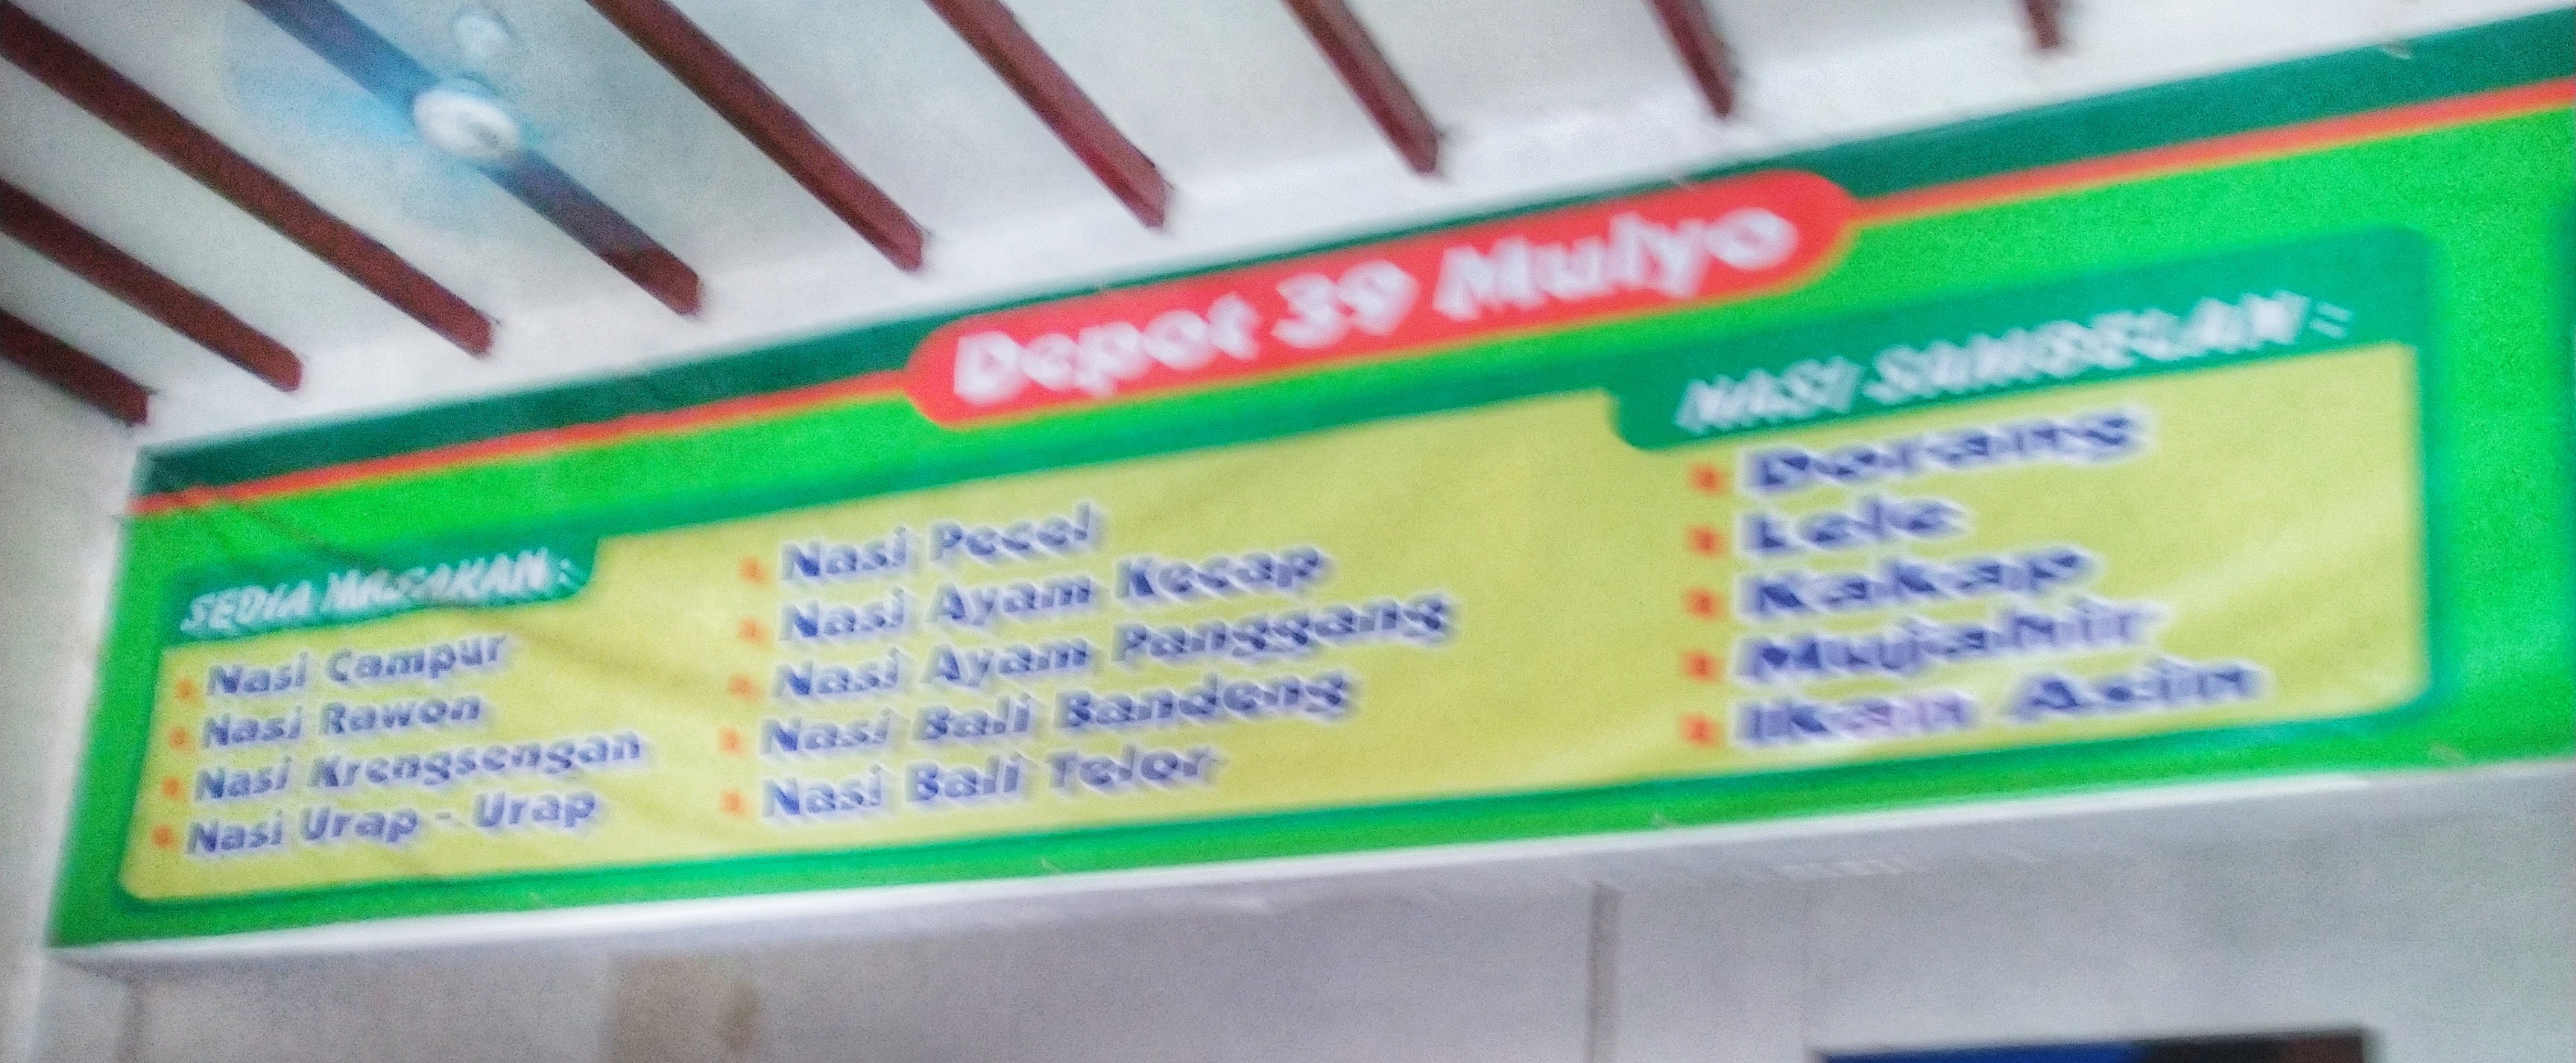 Depot 39 Mulyo
SEDIA MASAKAN:
Nasi Campur
Nasi Rawon
Nasi Krengsengan
Nasi Urap - Urap
Nasi Pecel
Nasi Ayam Kecap
Nasi Ayam Panggang
Nasi Bali Bandeng
Nasi Bali Telor
NASI SAMBELAN:
Dorang
Lele
Kakap
Mujahir
Ikan Asin